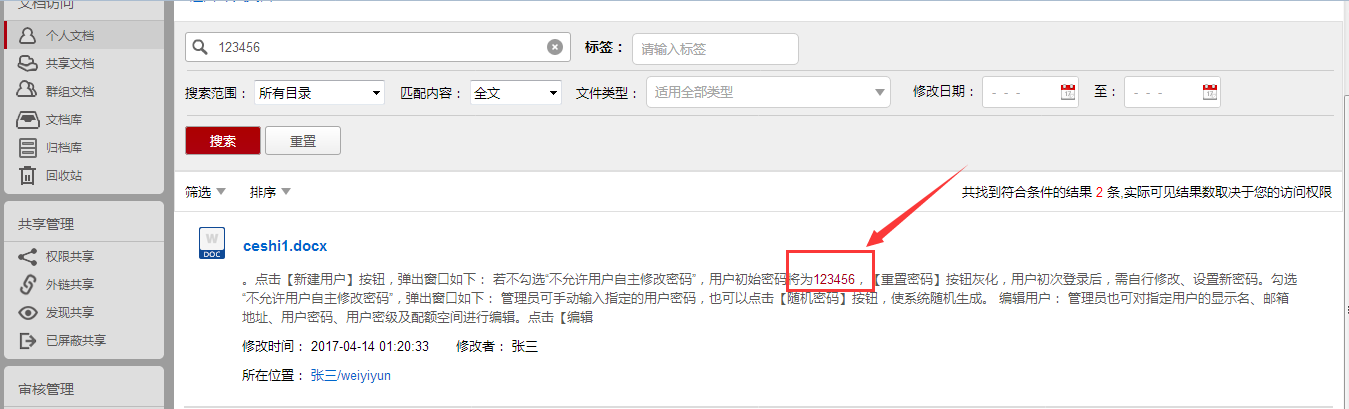 文档访问
个人文档
共享文档
群组文档
文档库
归档库
回收站
共享管理
权限共享
外链共享
发现共享
已屏蔽共享
审核管理
123456 标签： 请输入标签
搜索范围： 所有目录 匹配内容： 全文 文件类型： 适用全部类型 修改日期： - - - 至： - - -
搜索 重置
筛选 排序 共找到符合条件的结果 2 条,实际可见结果数取决于您的访问权限
W
DOC
ceshi1.docx
。点击【新建用户】按钮，弹出窗口如下： 若不勾选“不允许用户自主修改密码”，用户初始密码将为123456，【重置密码】按钮灰化，用户初次登录后，需自行修改、设置新密码。勾选
“不允许用户自主修改密码”，弹出窗口如下： 管理员可手动输入指定的用户密码，也可以点击【随机密码】按钮，使系统随机生成。 编辑用户： 管理员也可对指定用户的显示名、邮箱
地址、用户密码、用户密级及配额空间进行编辑。点击【编辑
修改时间： 2017-04-14 01:20:33 修改者： 张三
所在位置： 张三/weiyiyun